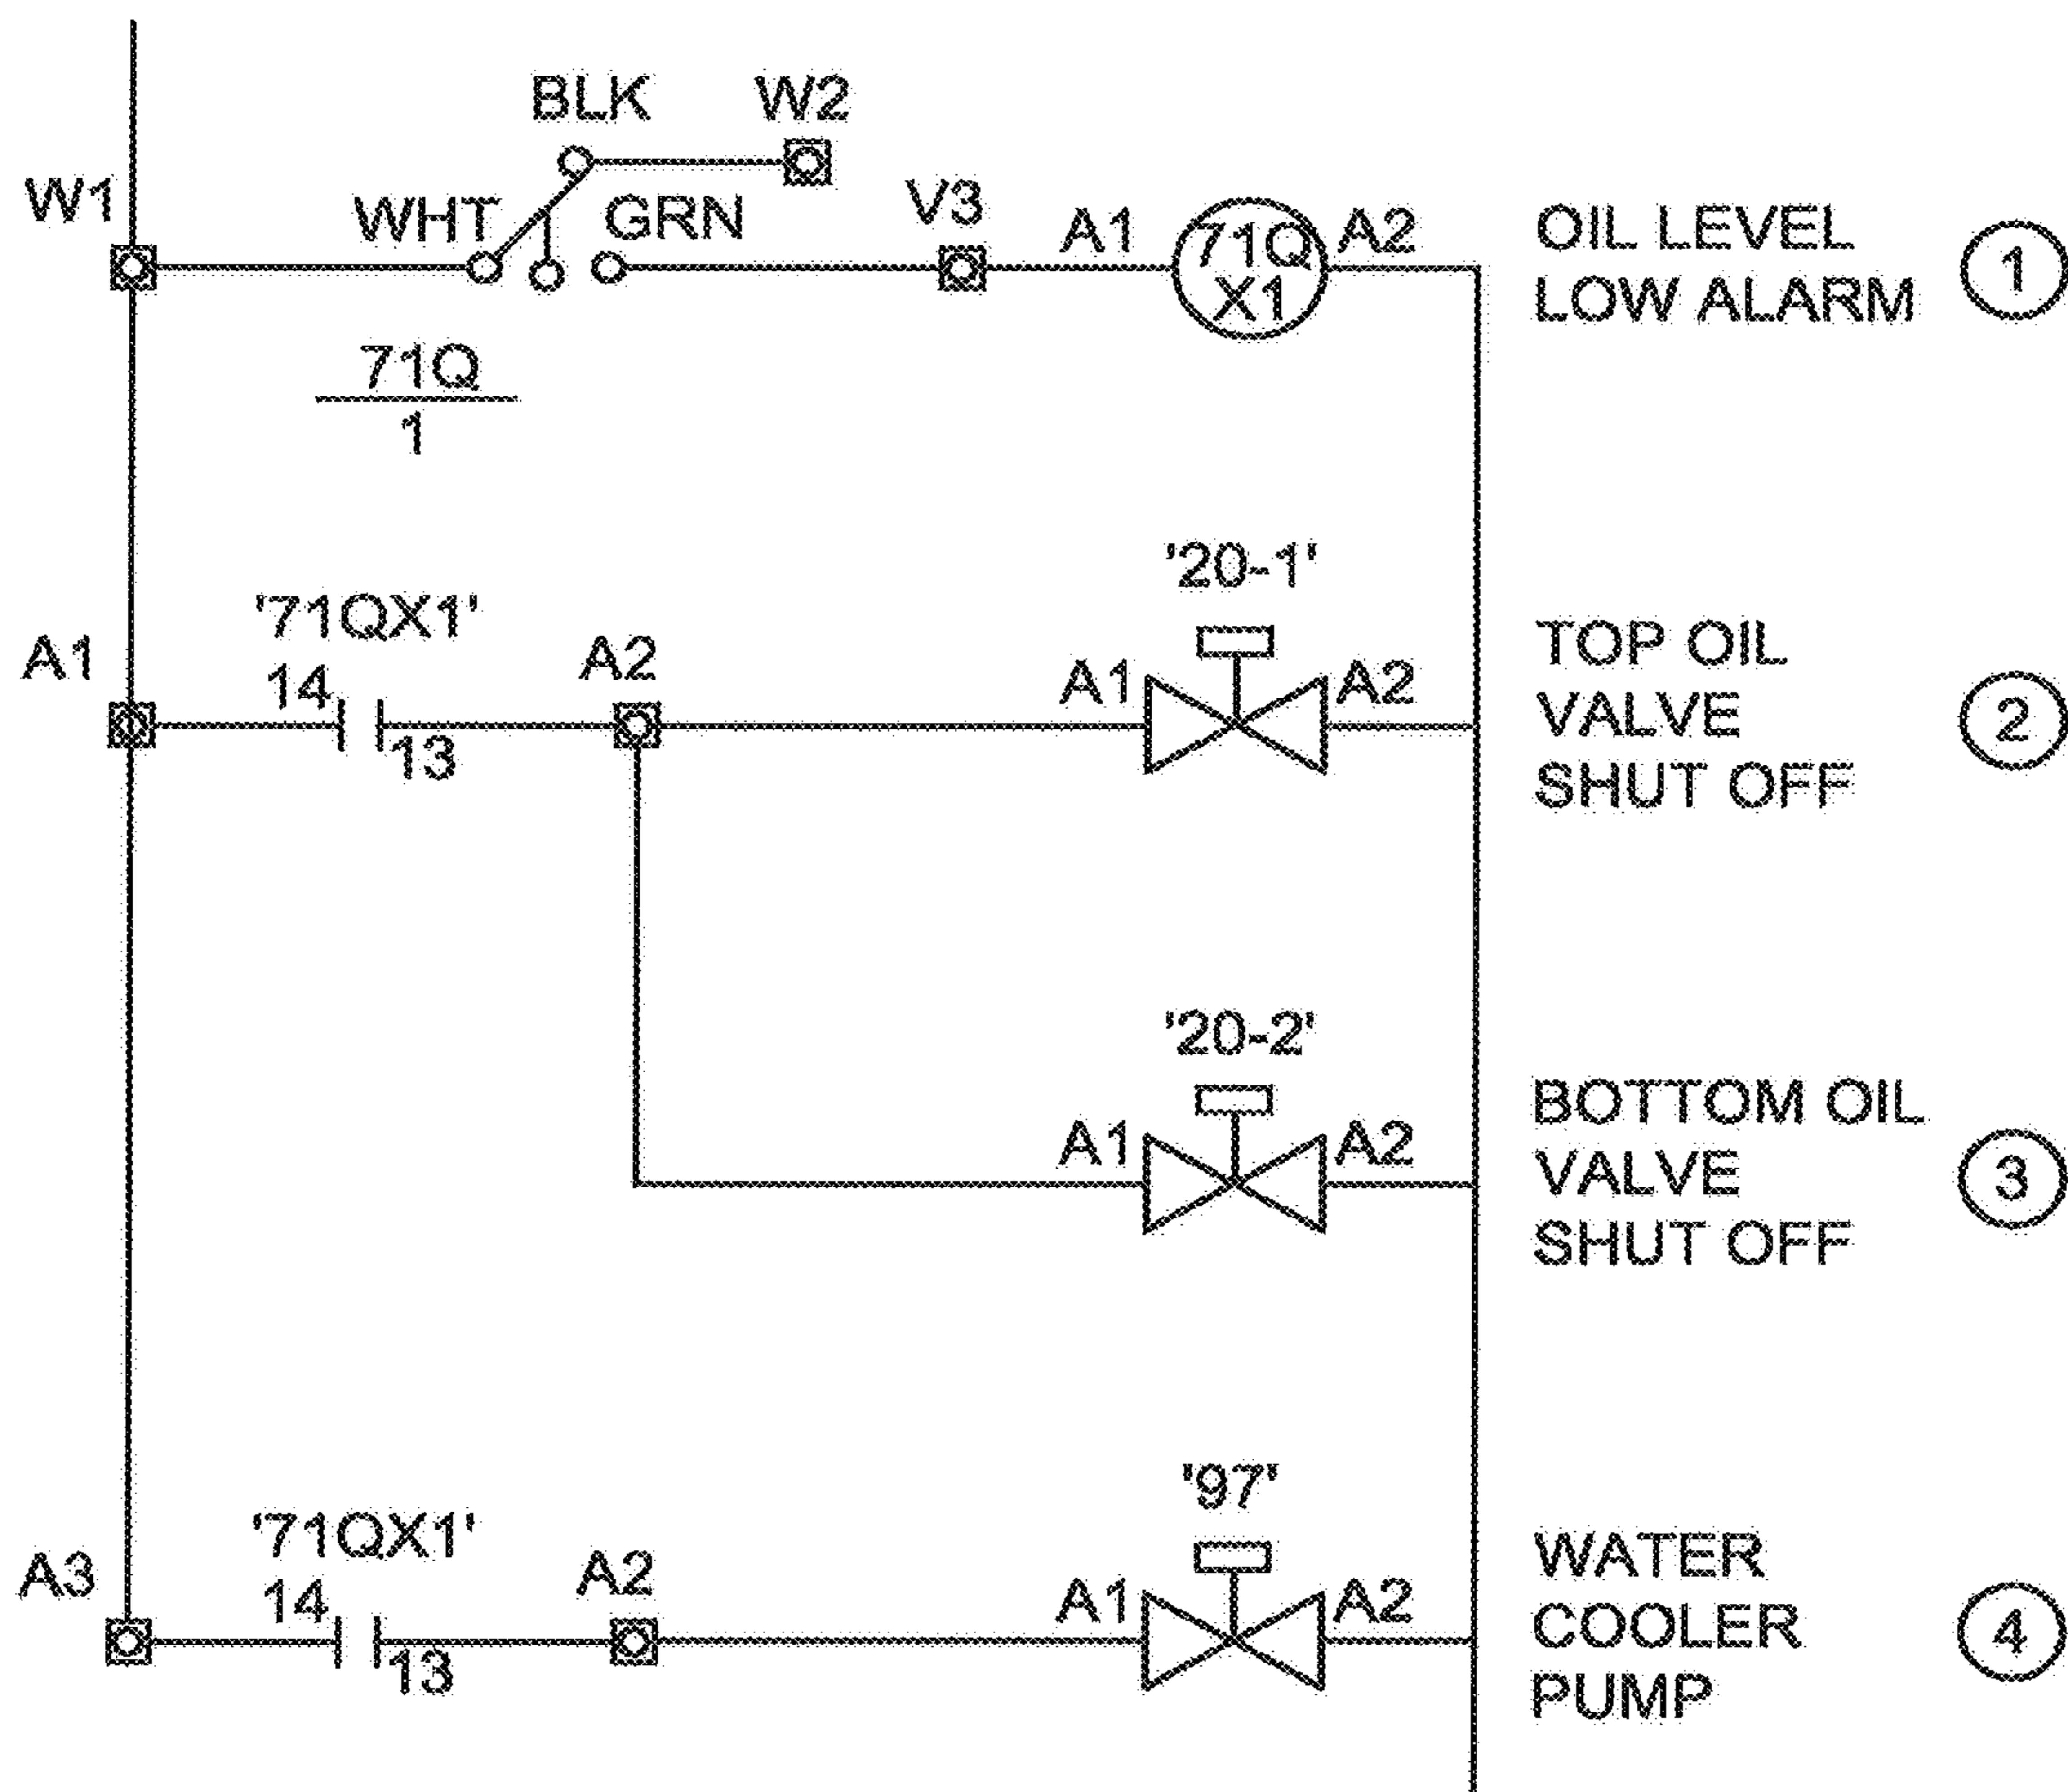 BLK W2
W1 WHT GRN V3 A1 71Q X1 A2
OIL LEVEL
LOW ALARM
1
71Q
1
'20-1'
'71QX1'
A1 14 13 A2 A1 A2
TOP OIL
VALVE
SHUT OFF
2
'20-2'
A1 A2
BOTTOM OIL
VALVE
SHUT OFF
3
'97'
'71QX1'
A3 14 13 A2 A1 A2
WATER
COOLER
PUMP
4